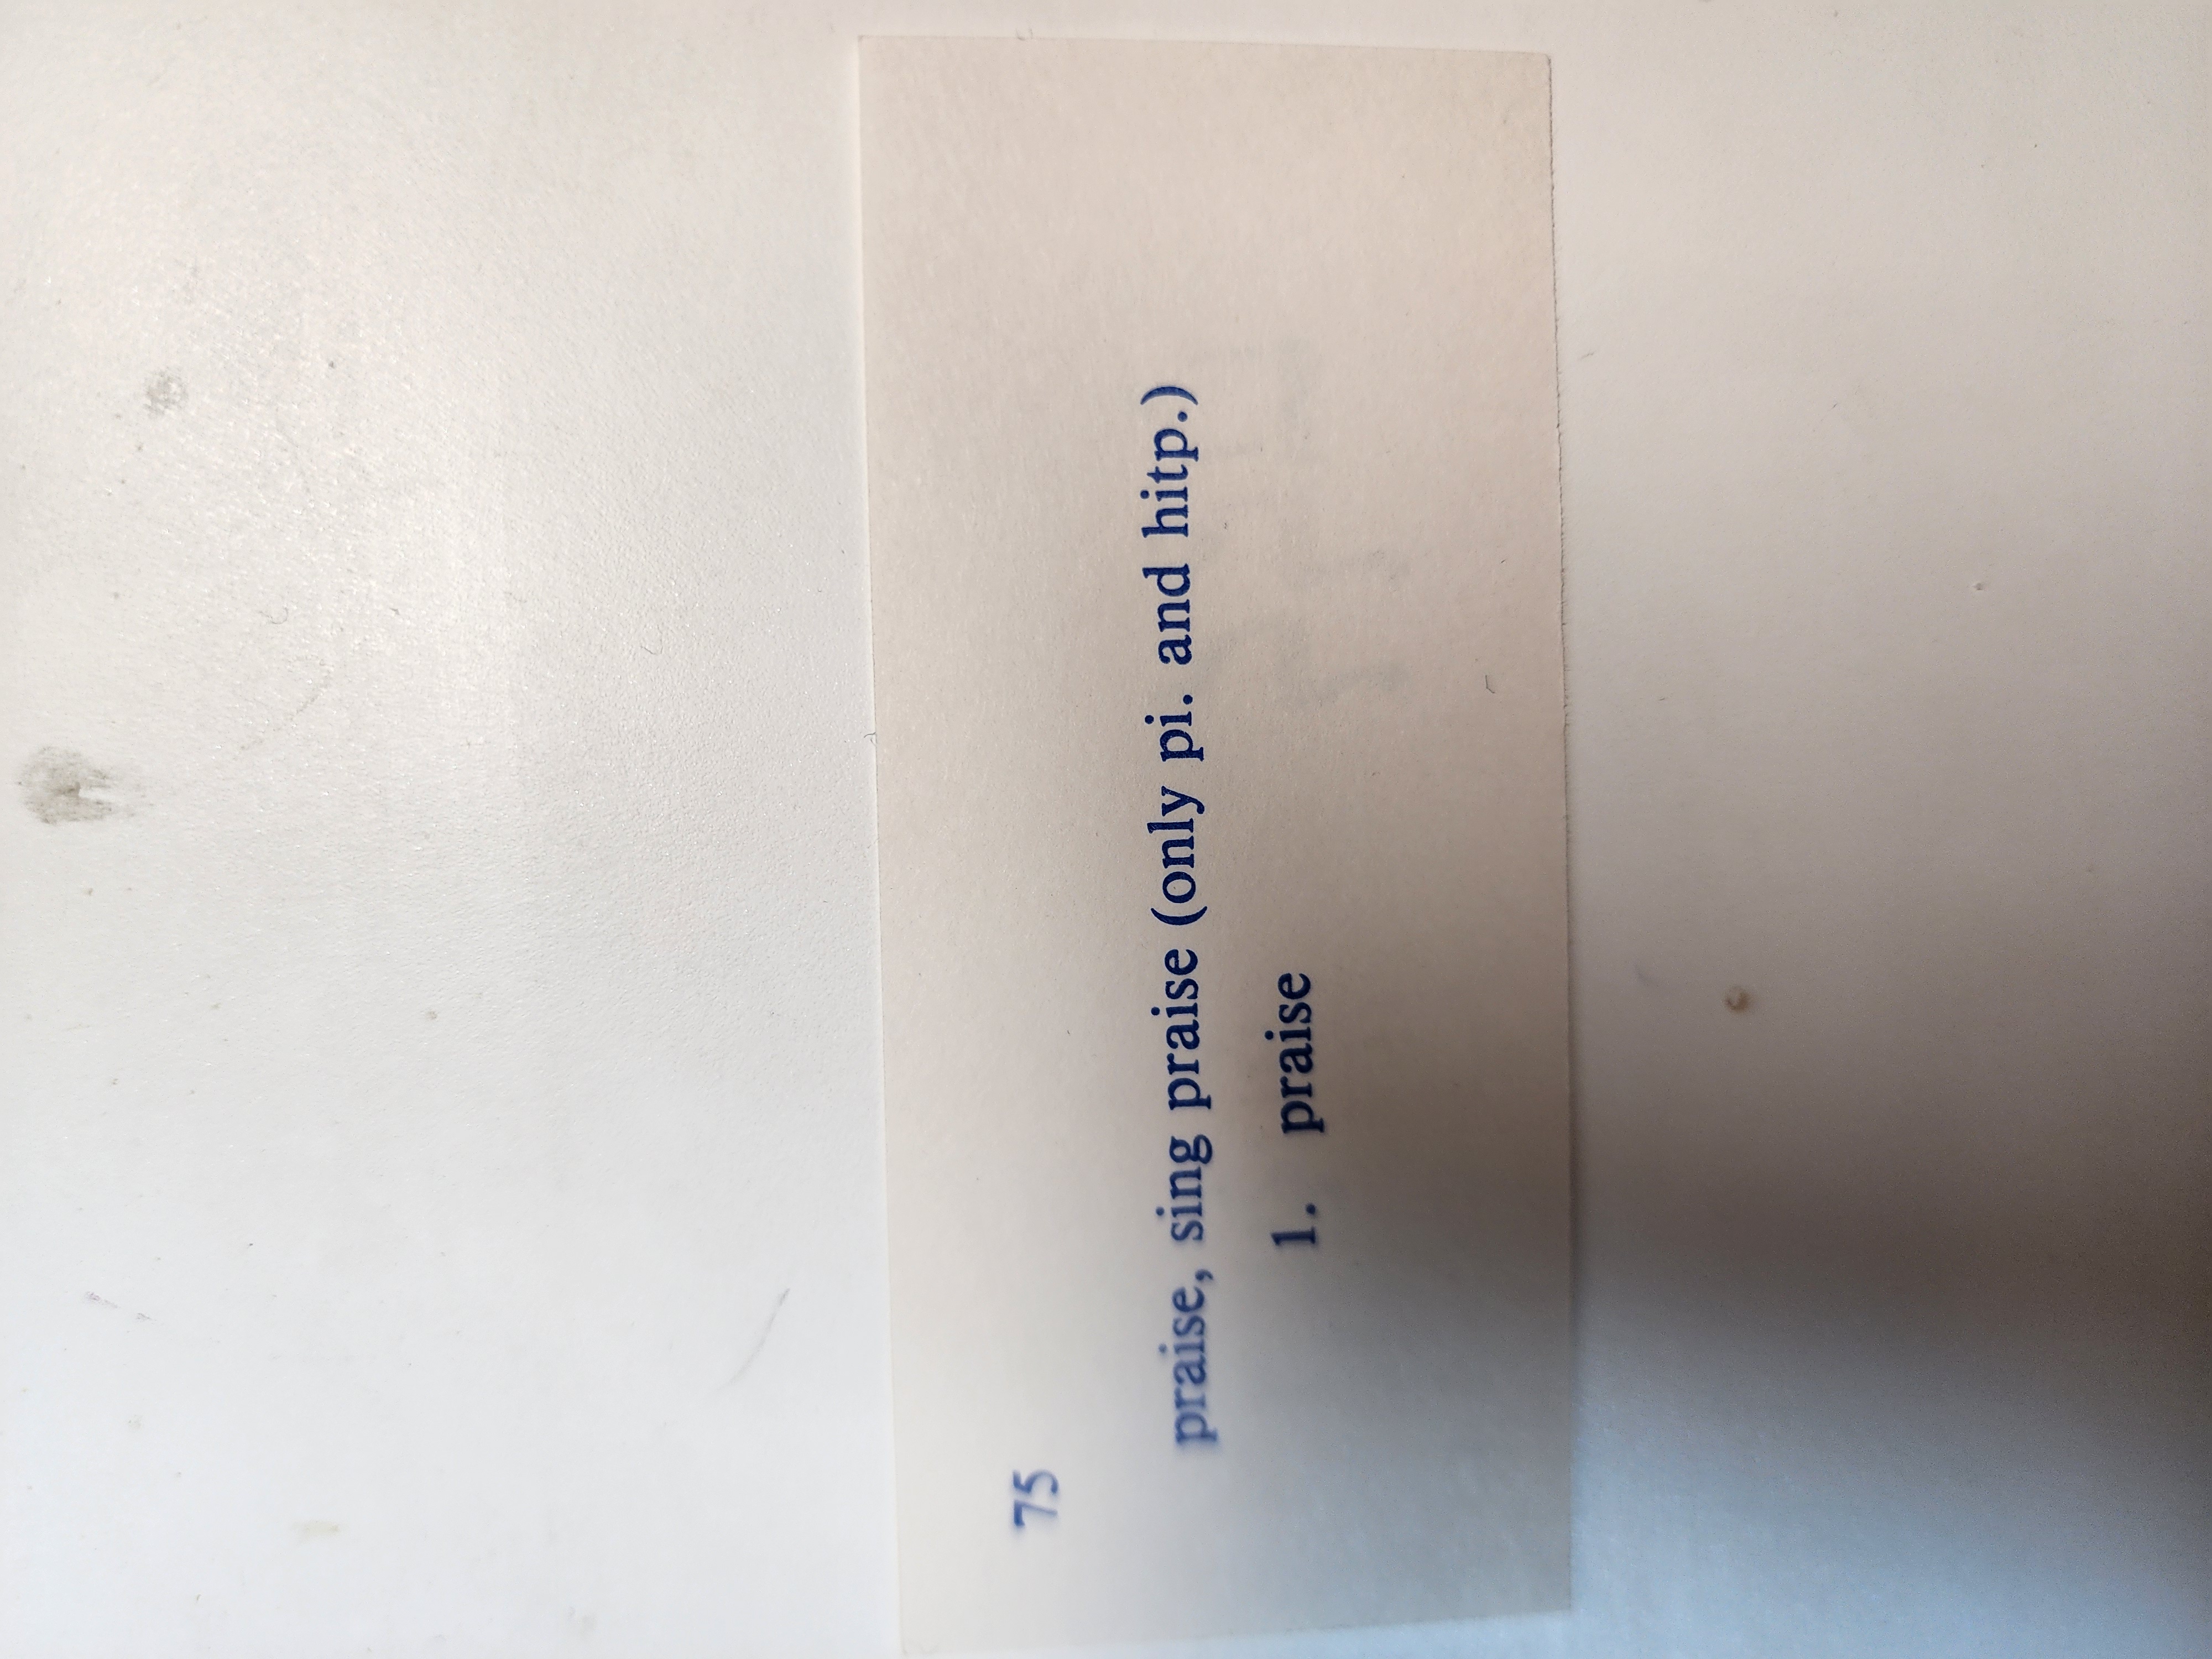 75
praise, sing praise (only pi. and hitp.)
1. praise